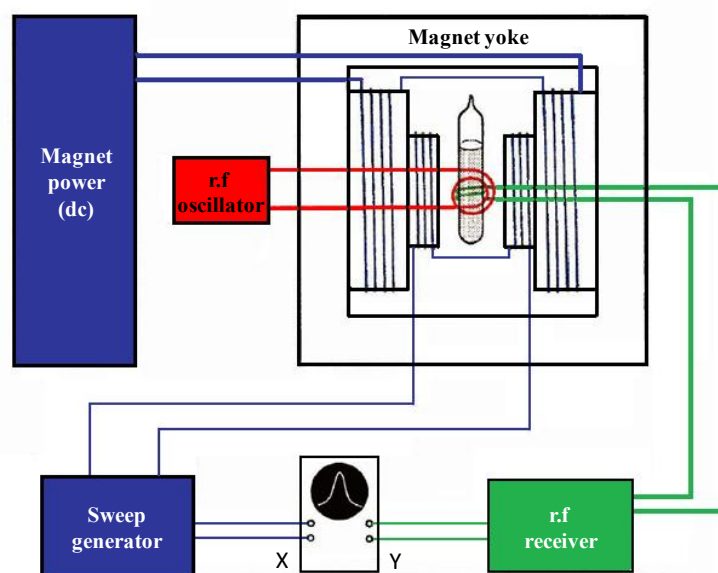 Magnet yoke
Magnet
power
(dc)
r.f
oscillator
Sweep
generator
X
Y
r.f
receiver